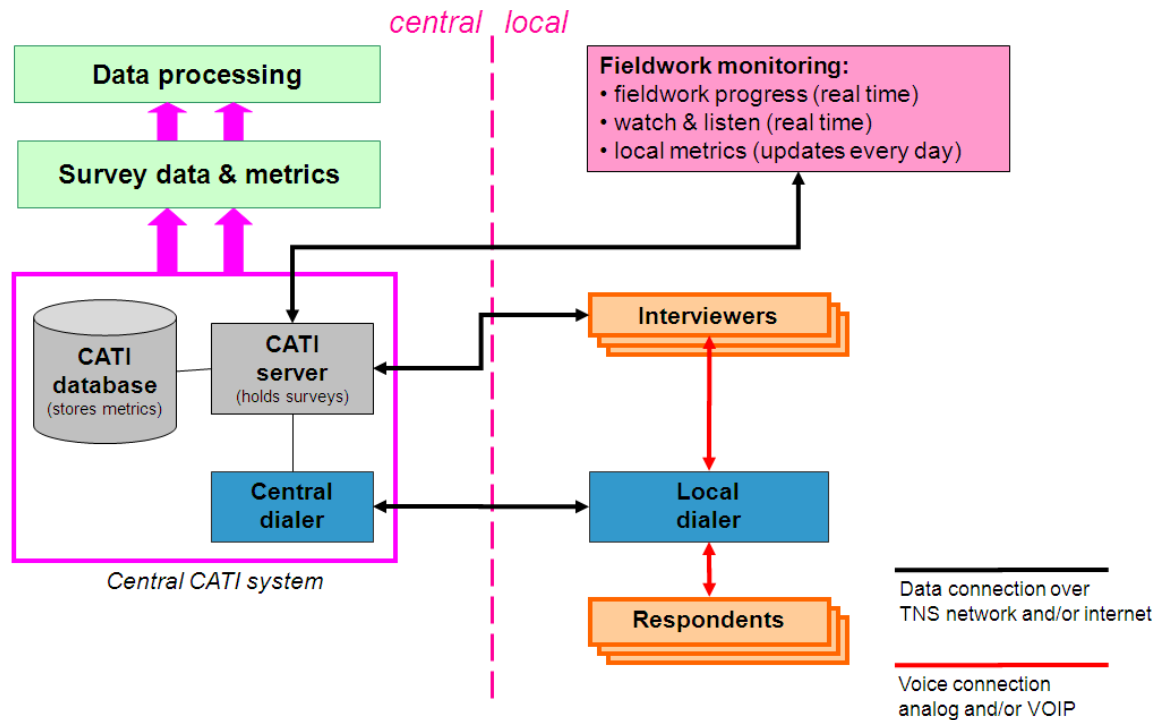 central local
Data processing
Survey data & metrics
Fieldwork monitoring:
• fieldwork progress (real time)
• watch & listen (real time)
• local metrics (updates every day)
CATI
database
(stores metrics)
CATI
server
(holds surveys)
Central
dialer
Central CATI system
Interviewers
Local
dialer
Respondents
Data connection over
TNS network and/or internet
Voice connection
analog and/or VOIP